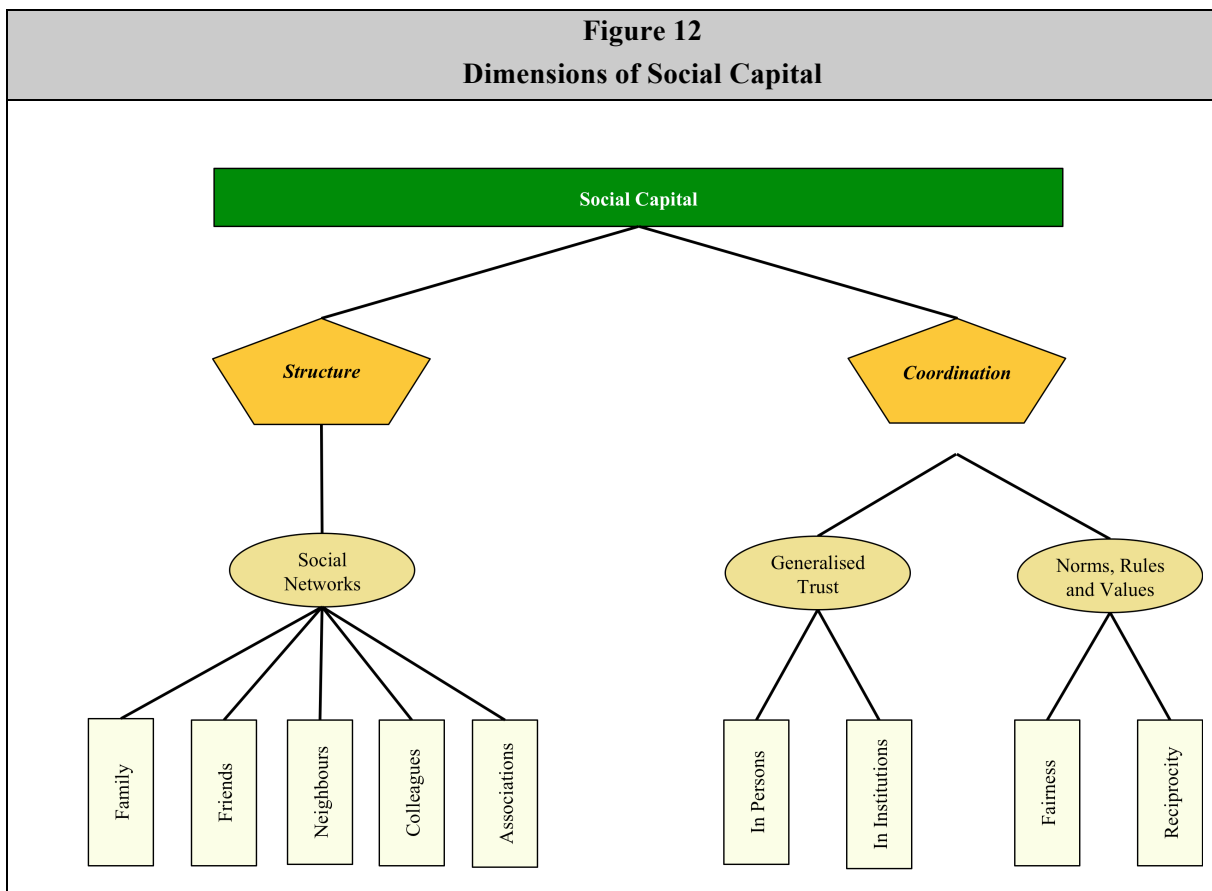 Figure 12
Dimensions of Social Capital
Social Capital
Structure
Coordination
Social
Networks
Generalised
Trust
Norms, Rules
and Values
Family
Friends
Neighbours
Colleagues
Associations
In Persons
In Institutions
Fairness
Reciprocity